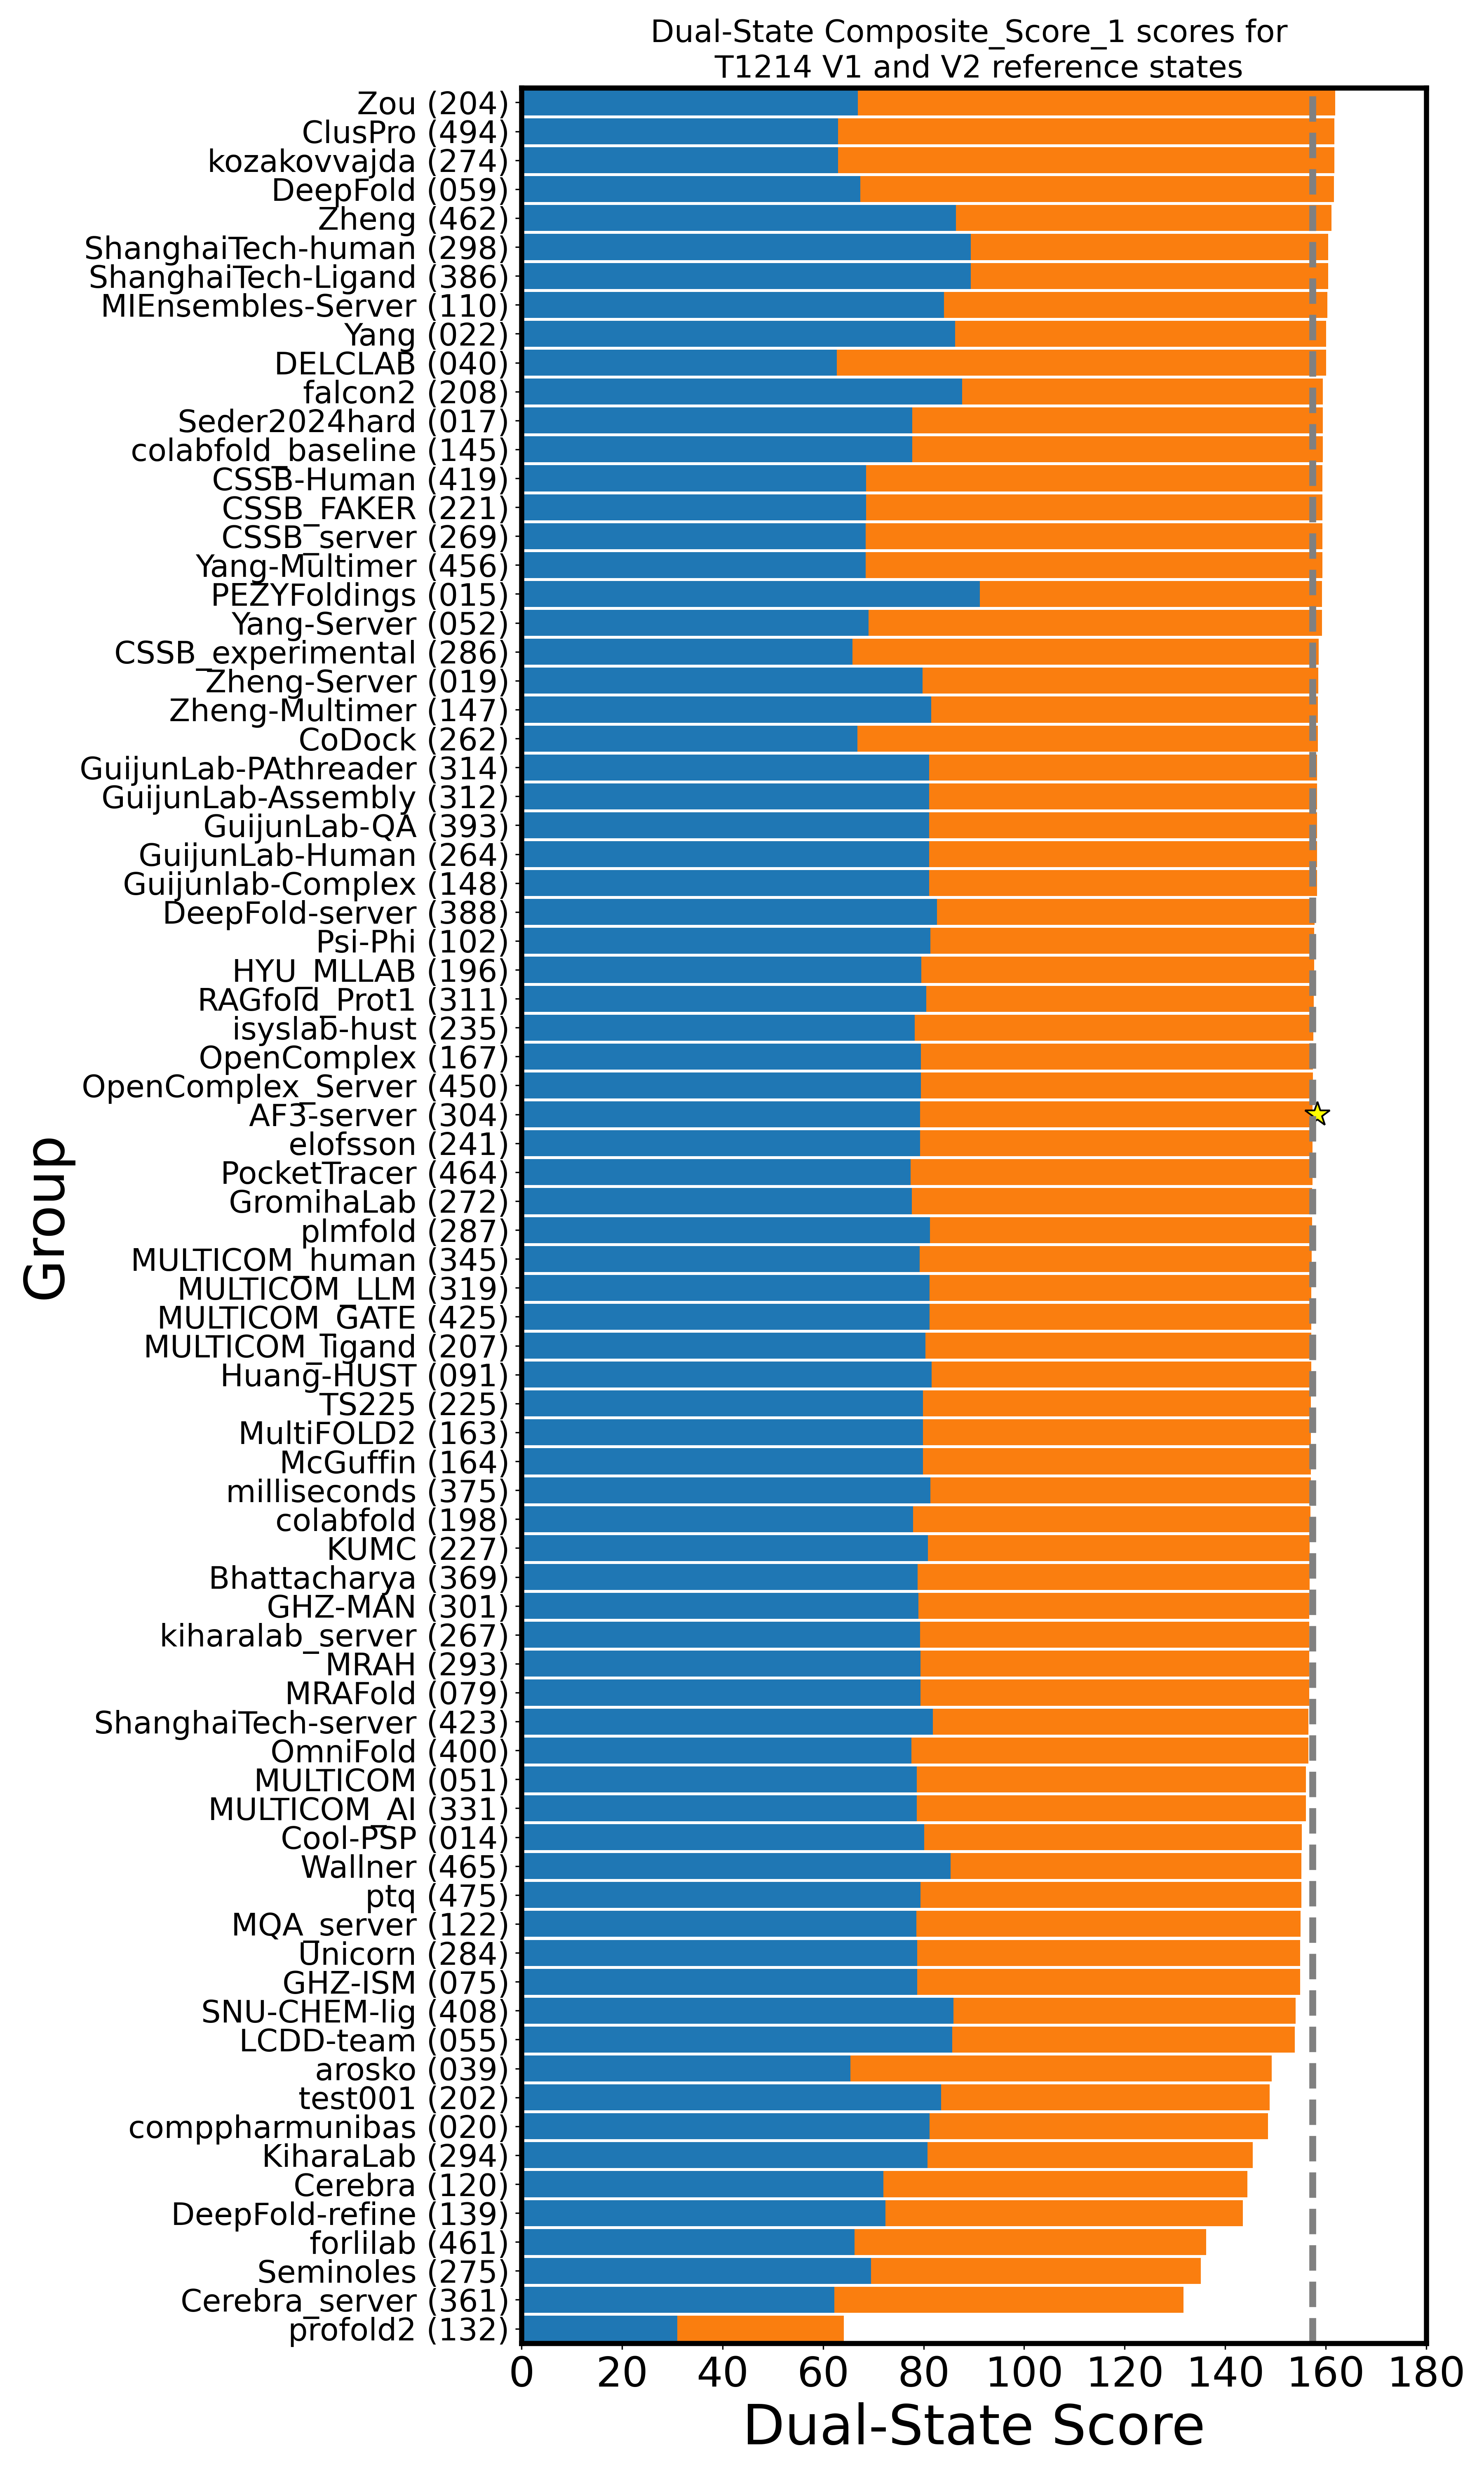 Dual-State Composite_Score_1 scores for
T1214 V1 and V2 reference states
Zou (204)
ClusPro (494)
kozakovvajda (274)
DeepFold (059)
Zheng (462)
ShanghaiTech-human (298)
ShanghaiTech-Ligand (386)
MIEnsembles-Server (110)
Yang (022)
DELCLAB (040)
falcon2 (208)
Seder2024hard (017)
colabfold_baseline (145)
CSSB-Human (419)
CSSB_FAKER (221)
CSSB_server (269)
Yang-Multimer (456)
PEZYFoldings (015)
Yang-Server (052)
CSSB_experimental (286)
Zheng-Server (019)
Zheng-Multimer (147)
CoDock (262)
GuijunLab-PAthreader (314)
GuijunLab-Assembly (312)
GuijunLab-QA (393)
GuijunLab-Human (264)
Guijunlab-Complex (148)
DeepFold-server (388)
Psi-Phi (102)
HYU_MLLAB (196)
RAGfold_Prot1 (311)
isyslab-hust (235)
OpenComplex (167)
OpenComplex_Server (450)
AF3-server (304)
elofsson (241)
PocketTracer (464)
GromihaLab (272)
plmfold (287)
MULTICOM_human (345)
MULTICOM_LLM (319)
MULTICOM_GATE (425)
MULTICOM_ligand (207)
Huang-HUST (091)
TS225 (225)
MultiFOLD2 (163)
McGuffin (164)
milliseconds (375)
colabfold (198)
KUMC (227)
Bhattacharya (369)
GHZ-MAN (301)
kiharalab_server (267)
MRAH (293)
MRAFold (079)
ShanghaiTech-server (423)
OmniFold (400)
MULTICOM (051)
MULTICOM_AI (331)
Cool-PSP (014)
Wallner (465)
ptq (475)
MQA_server (122)
Unicorn (284)
GHZ-ISM (075)
SNU-CHEM-lig (408)
LCDD-team (055)
arosko (039)
test001 (202)
comppharmunibas (020)
KiharaLab (294)
Cerebra (120)
DeepFold-refine (139)
forlilab (461)
Seminoles (275)
Cerebra_server (361)
profold2 (132)
Group
0 20 40 60 80 100 120 140 160 180
Dual-State Score